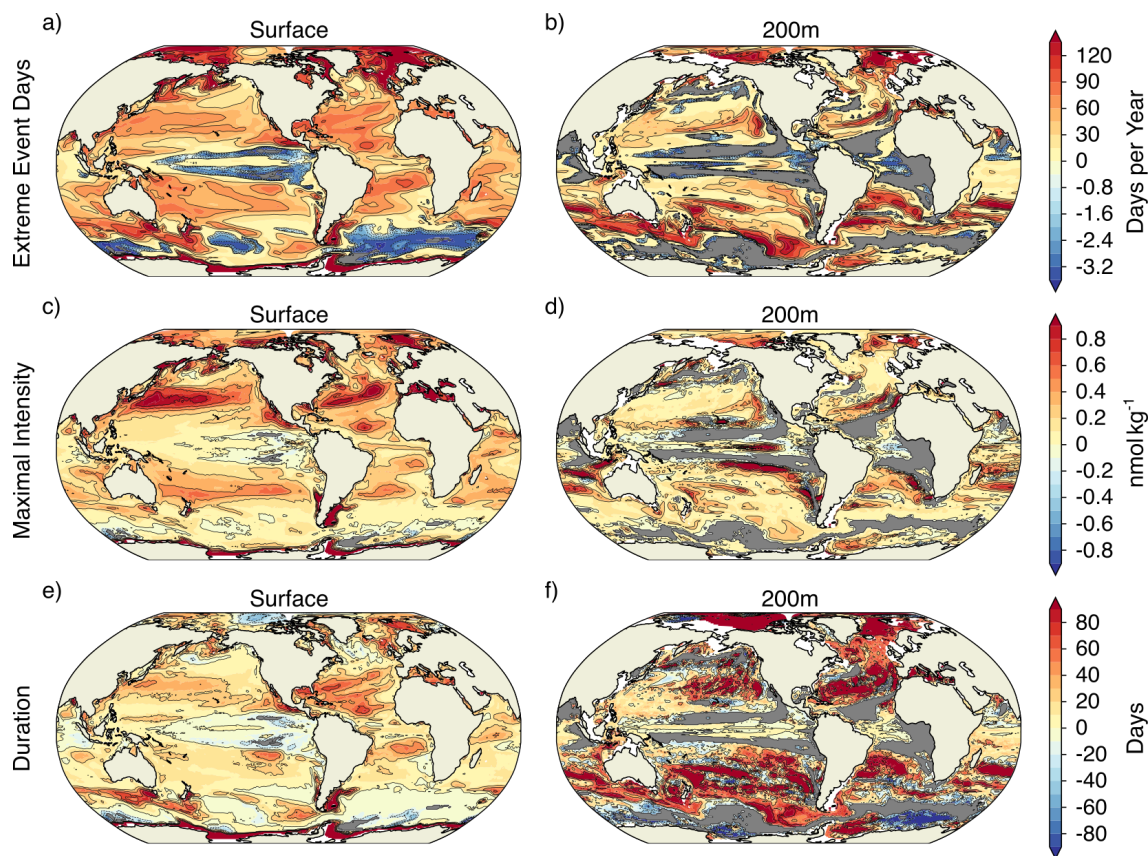 a) Surface
b) 200m
Extreme Event Days
120
90
60
30
0
-0.8
-1.6
-2.4
-3.2
Days per Year
c) Surface
d) 200m
Maximal Intensity
0.8
0.6
0.4
0.2
0
-0.2
-0.4
-0.6
-0.8
nmol kg⁻¹
e) Surface
f) 200m
Duration
80
60
40
20
0
-20
-40
-60
-80
Days